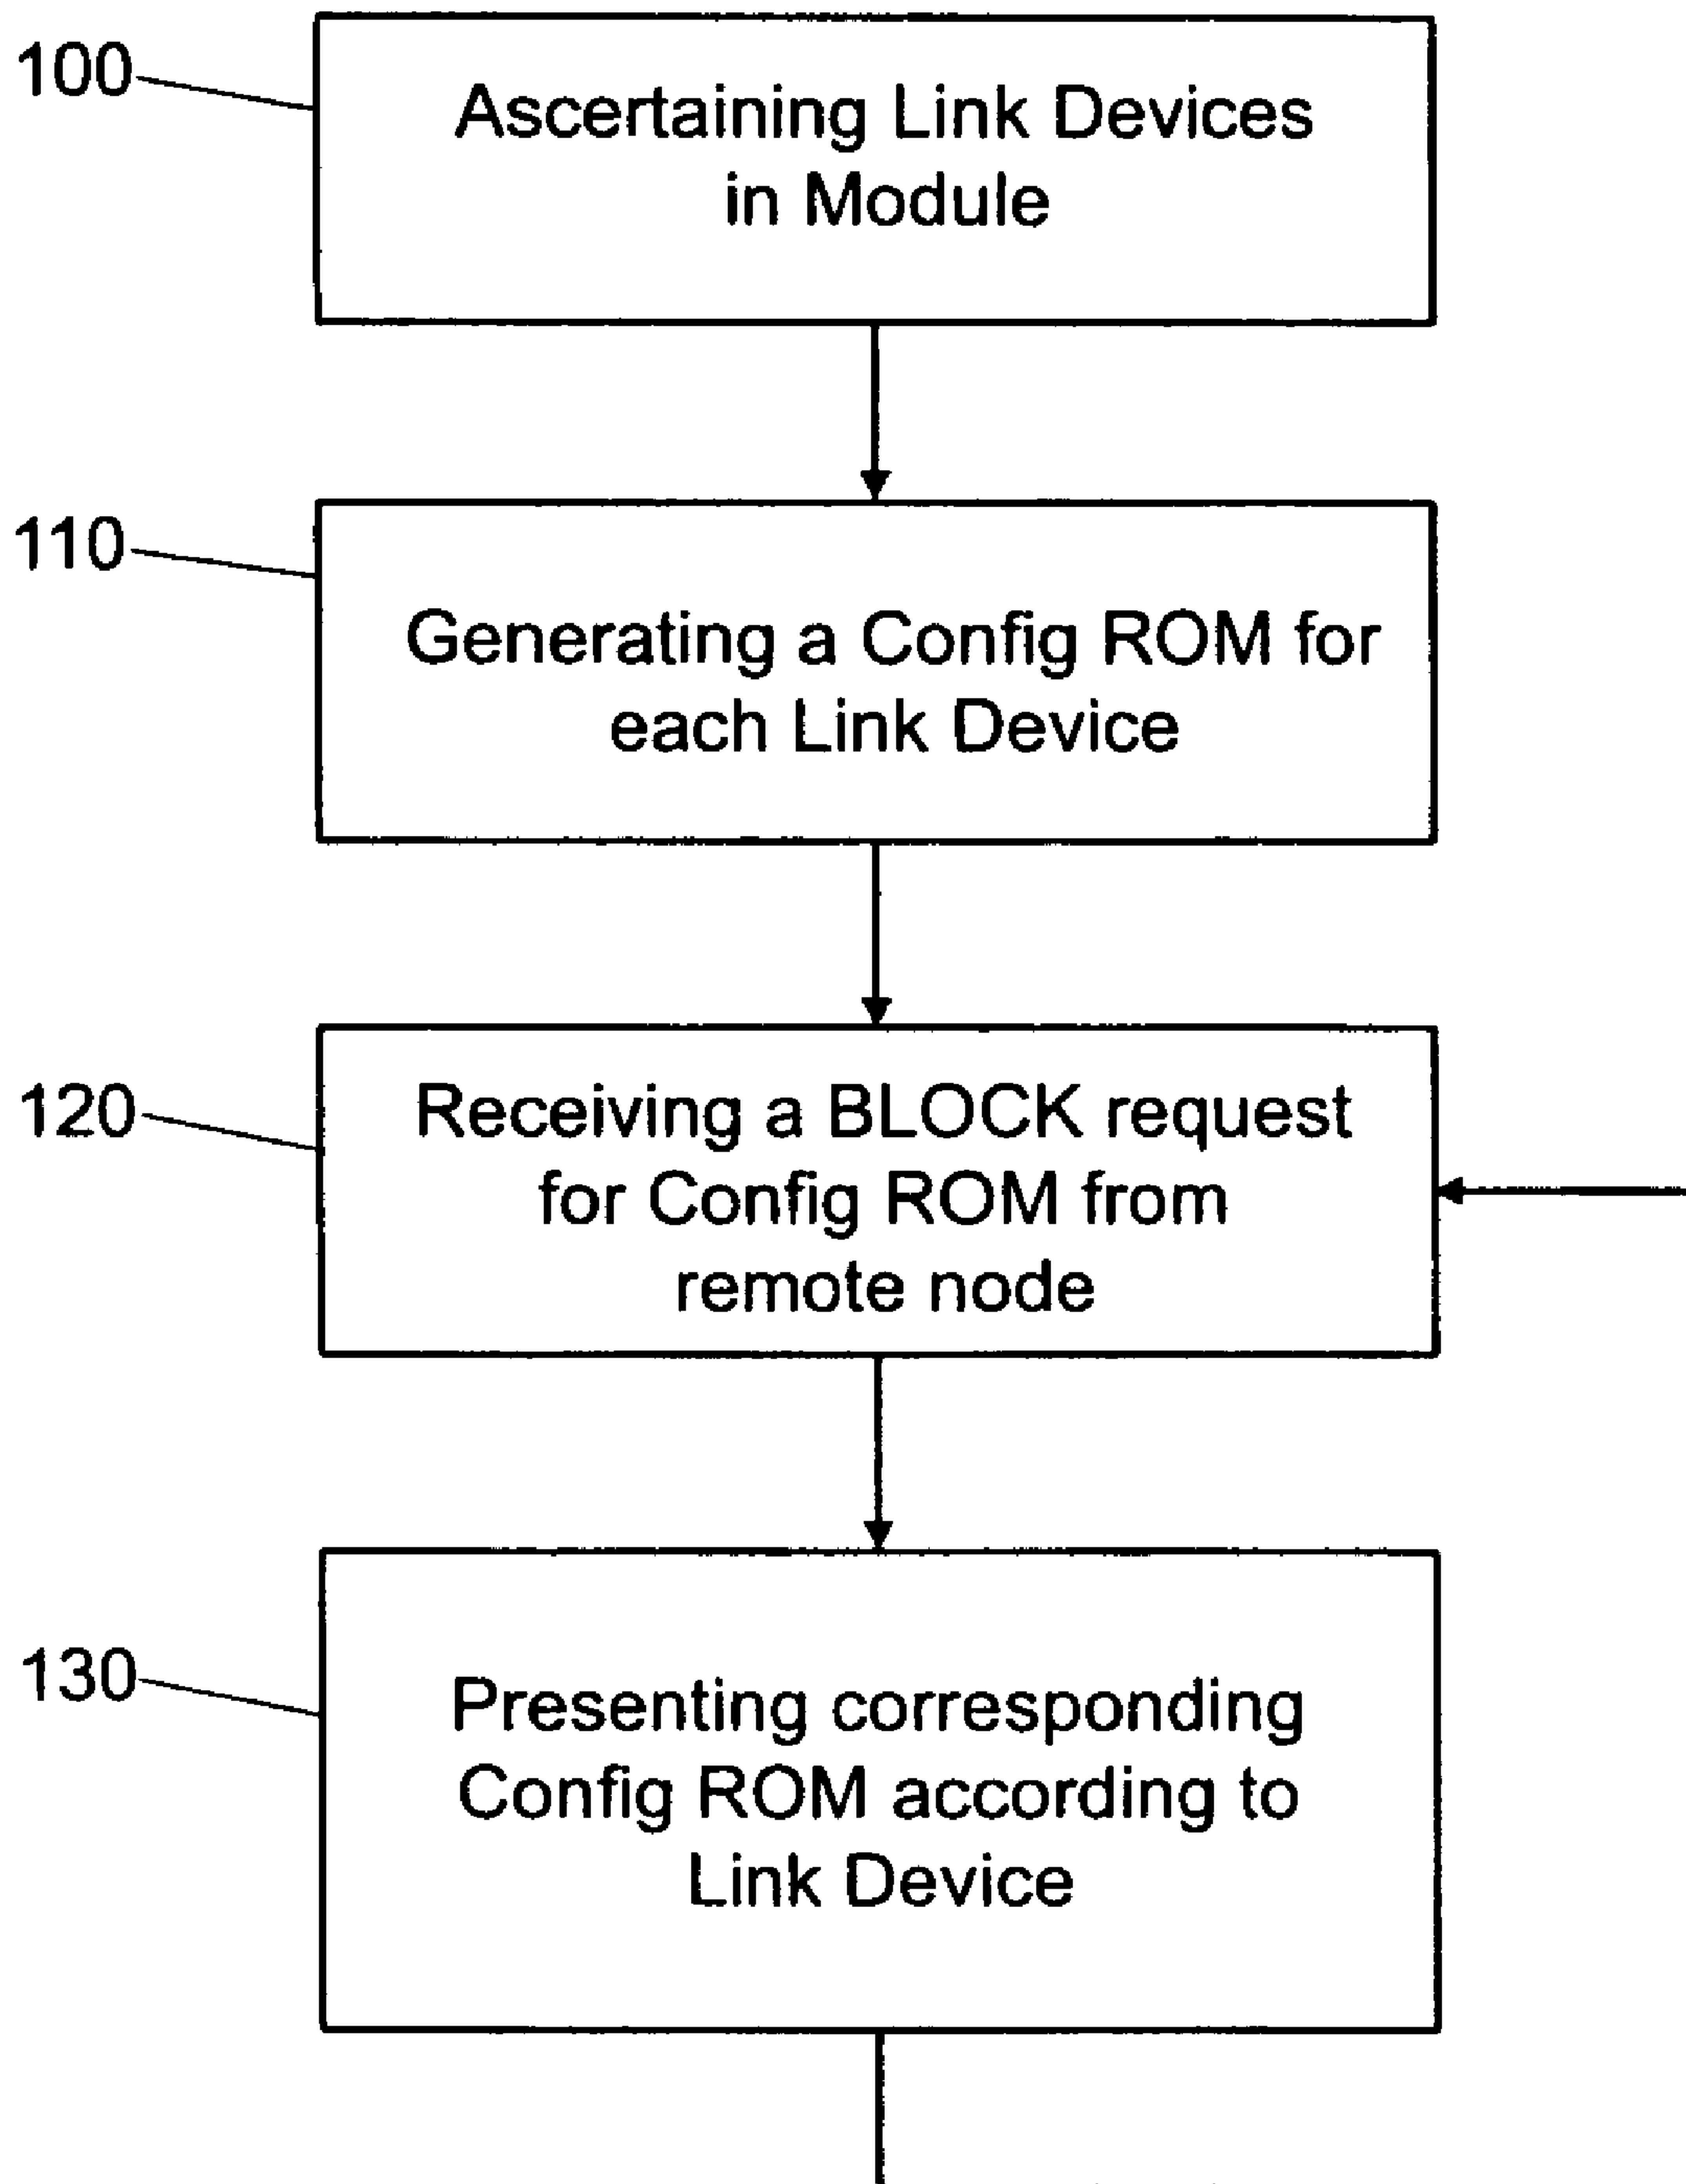 100
Ascertaining Link Devices
in Module
110
Generating a Config ROM for
each Link Device
120
Receiving a BLOCK request
for Config ROM from
remote node
130
Presenting corresponding
Config ROM according to
Link Device